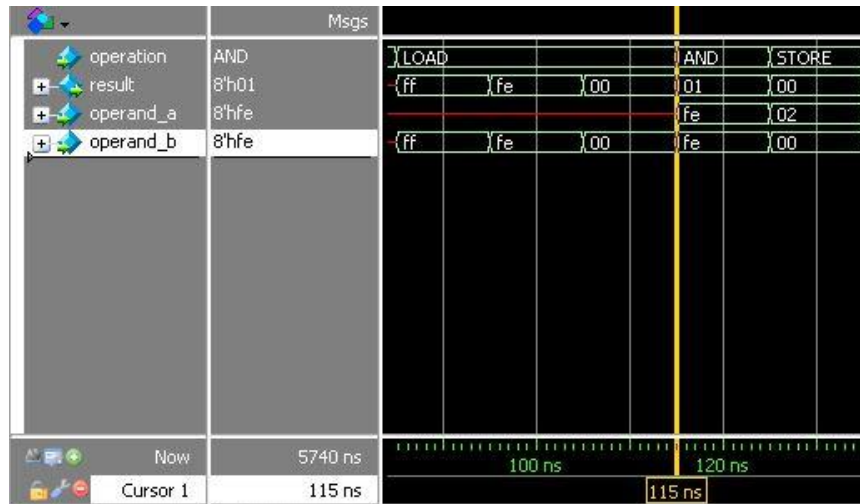 Msgs
operation AND LOAD AND STORE
result 8'h01 ff fe 00 01 00
operand_a 8'hfe fe 02
operand_b 8'hfe ff fe 00 fe 00
Now 5740 ns 100 ns 120 ns
Cursor 1 115 ns 115 ns